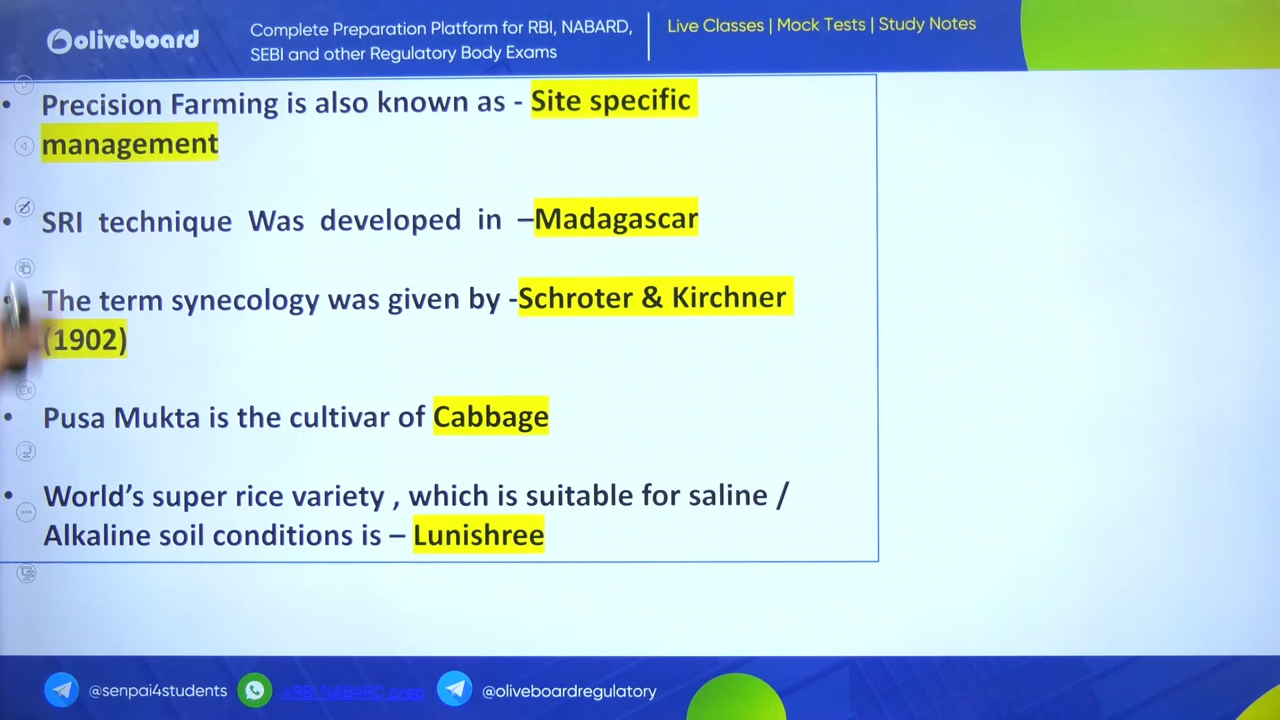 oliveboard
Complete Preparation Platform for RBI, NABARD,
SEBI and other Regulatory Body Exams
Live Classes | Mock Tests | Study Notes
• Precision Farming is also known as - Site specific
management
• SRI technique Was developed in –Madagascar
• The term synecology was given by -Schroter & Kirchner
(1902)
• Pusa Mukta is the cultivar of Cabbage
• World's super rice variety , which is suitable for saline /
Alkaline soil conditions is – Lunishree
@senpai4students
RBI NABARD prep
@oliveboardregulatory